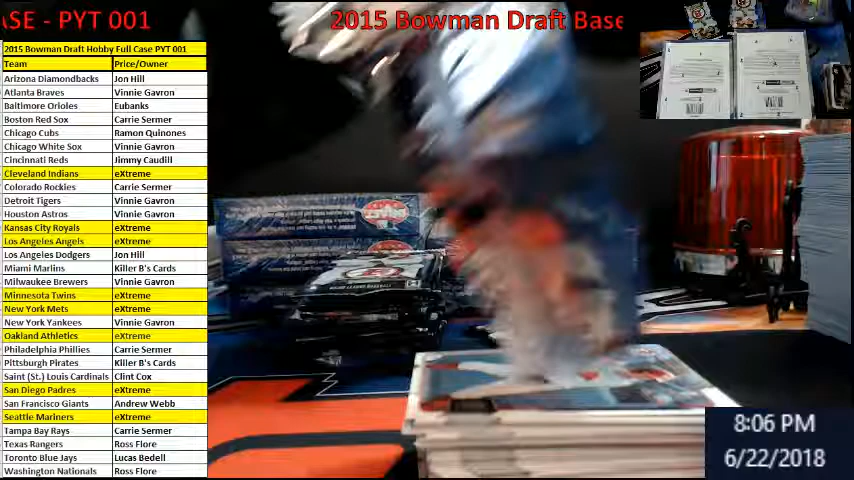 ASE - PYT 001
2015 Bowman Draft Base
2015 Bowman Draft Hobby Full Case PYT 001
Team Price/Owner
Arizona Diamondbacks Jon Hill
Atlanta Braves Vinnie Gavron
Baltimore Orioles Eubanks
Boston Red Sox Carrie Sermer
Chicago Cubs Ramon Quinones
Chicago White Sox Vinnie Gavron
Cincinnati Reds Jimmy Caudill
Cleveland Indians eXtreme
Colorado Rockies Carrie Sermer
Detroit Tigers Vinnie Gavron
Houston Astros Vinnie Gavron
Kansas City Royals eXtreme
Los Angeles Angels eXtreme
Los Angeles Dodgers Jon Hill
Miami Marlins Killer B's Cards
Milwaukee Brewers Vinnie Gavron
Minnesota Twins eXtreme
New York Mets eXtreme
New York Yankees Vinnie Gavron
Oakland Athletics eXtreme
Philadelphia Phillies Carrie Sermer
Pittsburgh Pirates Killer B's Cards
Saint (St.) Louis Cardinals Clint Cox
San Diego Padres eXtreme
San Francisco Giants Andrew Webb
Seattle Mariners eXtreme
Tampa Bay Rays Carrie Sermer
Texas Rangers Ross Flore
Toronto Blue Jays Lucas Bedell
Washington Nationals Ross Flore
8:06 PM
6/22/2018